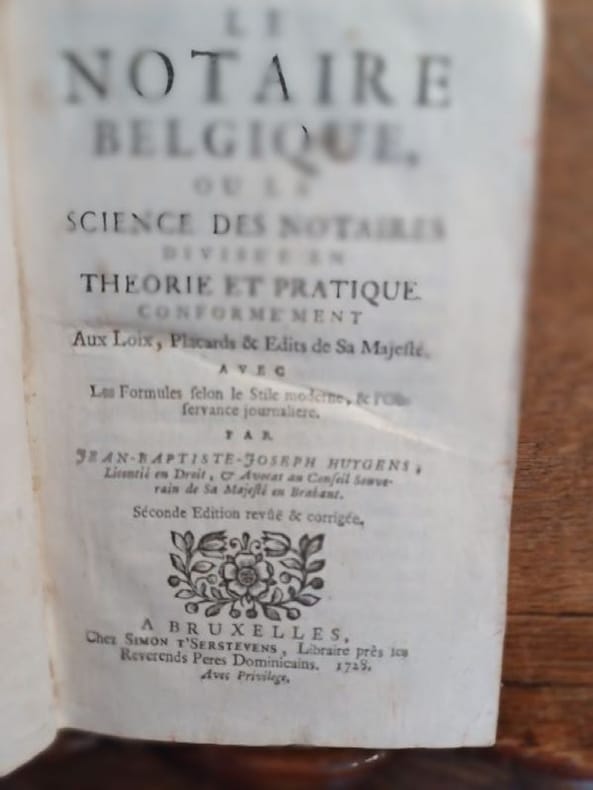 LE
NOTAIRE
BELGIQUE,
OU LA
SCIENCE DES NOTAIRES
DIVISÉE EN
THEORIE ET PRATIQUE
CONFORMEMENT
Aux Loix, Placards & Edits de Sa Majesté.
AVEC
Les Formules selon le Stile moderne, & l'Ob-
servance journaliere.
PAR
JEAN-BAPTISTE-JOSEPH HUYGENS,
Licentié en Droit, & Avocat au Conseil Souve-
rain de Sa Majesté en Brabant.
Séconde Edition revûë & corrigée.
A BRUXELLES,
Chez SIMON T'SERSTEVENS, Libraire près les
Reverends Peres Dominicains. 1728.
Avec Privilege.